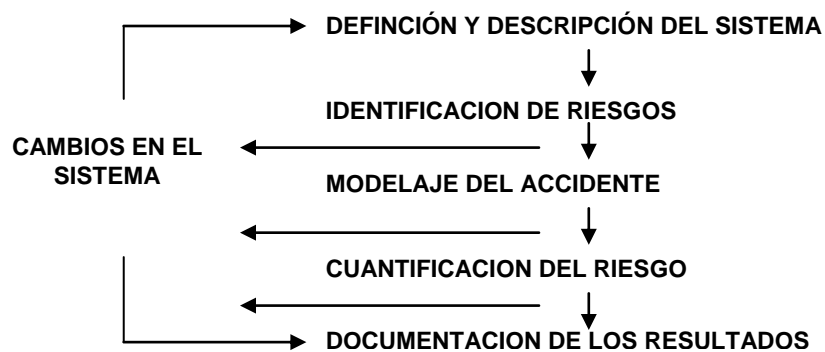 DEFINCIÓN Y DESCRIPCIÓN DEL SISTEMA
IDENTIFICACION DE RIESGOS
CAMBIOS EN EL
SISTEMA
MODELAJE DEL ACCIDENTE
CUANTIFICACION DEL RIESGO
DOCUMENTACION DE LOS RESULTADOS